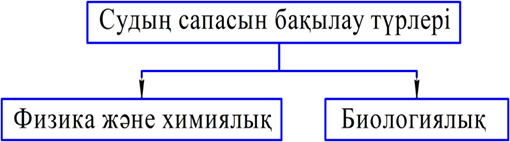 Судың сапасын бақылау түрлері
Физика және химиялық
Биологиялық